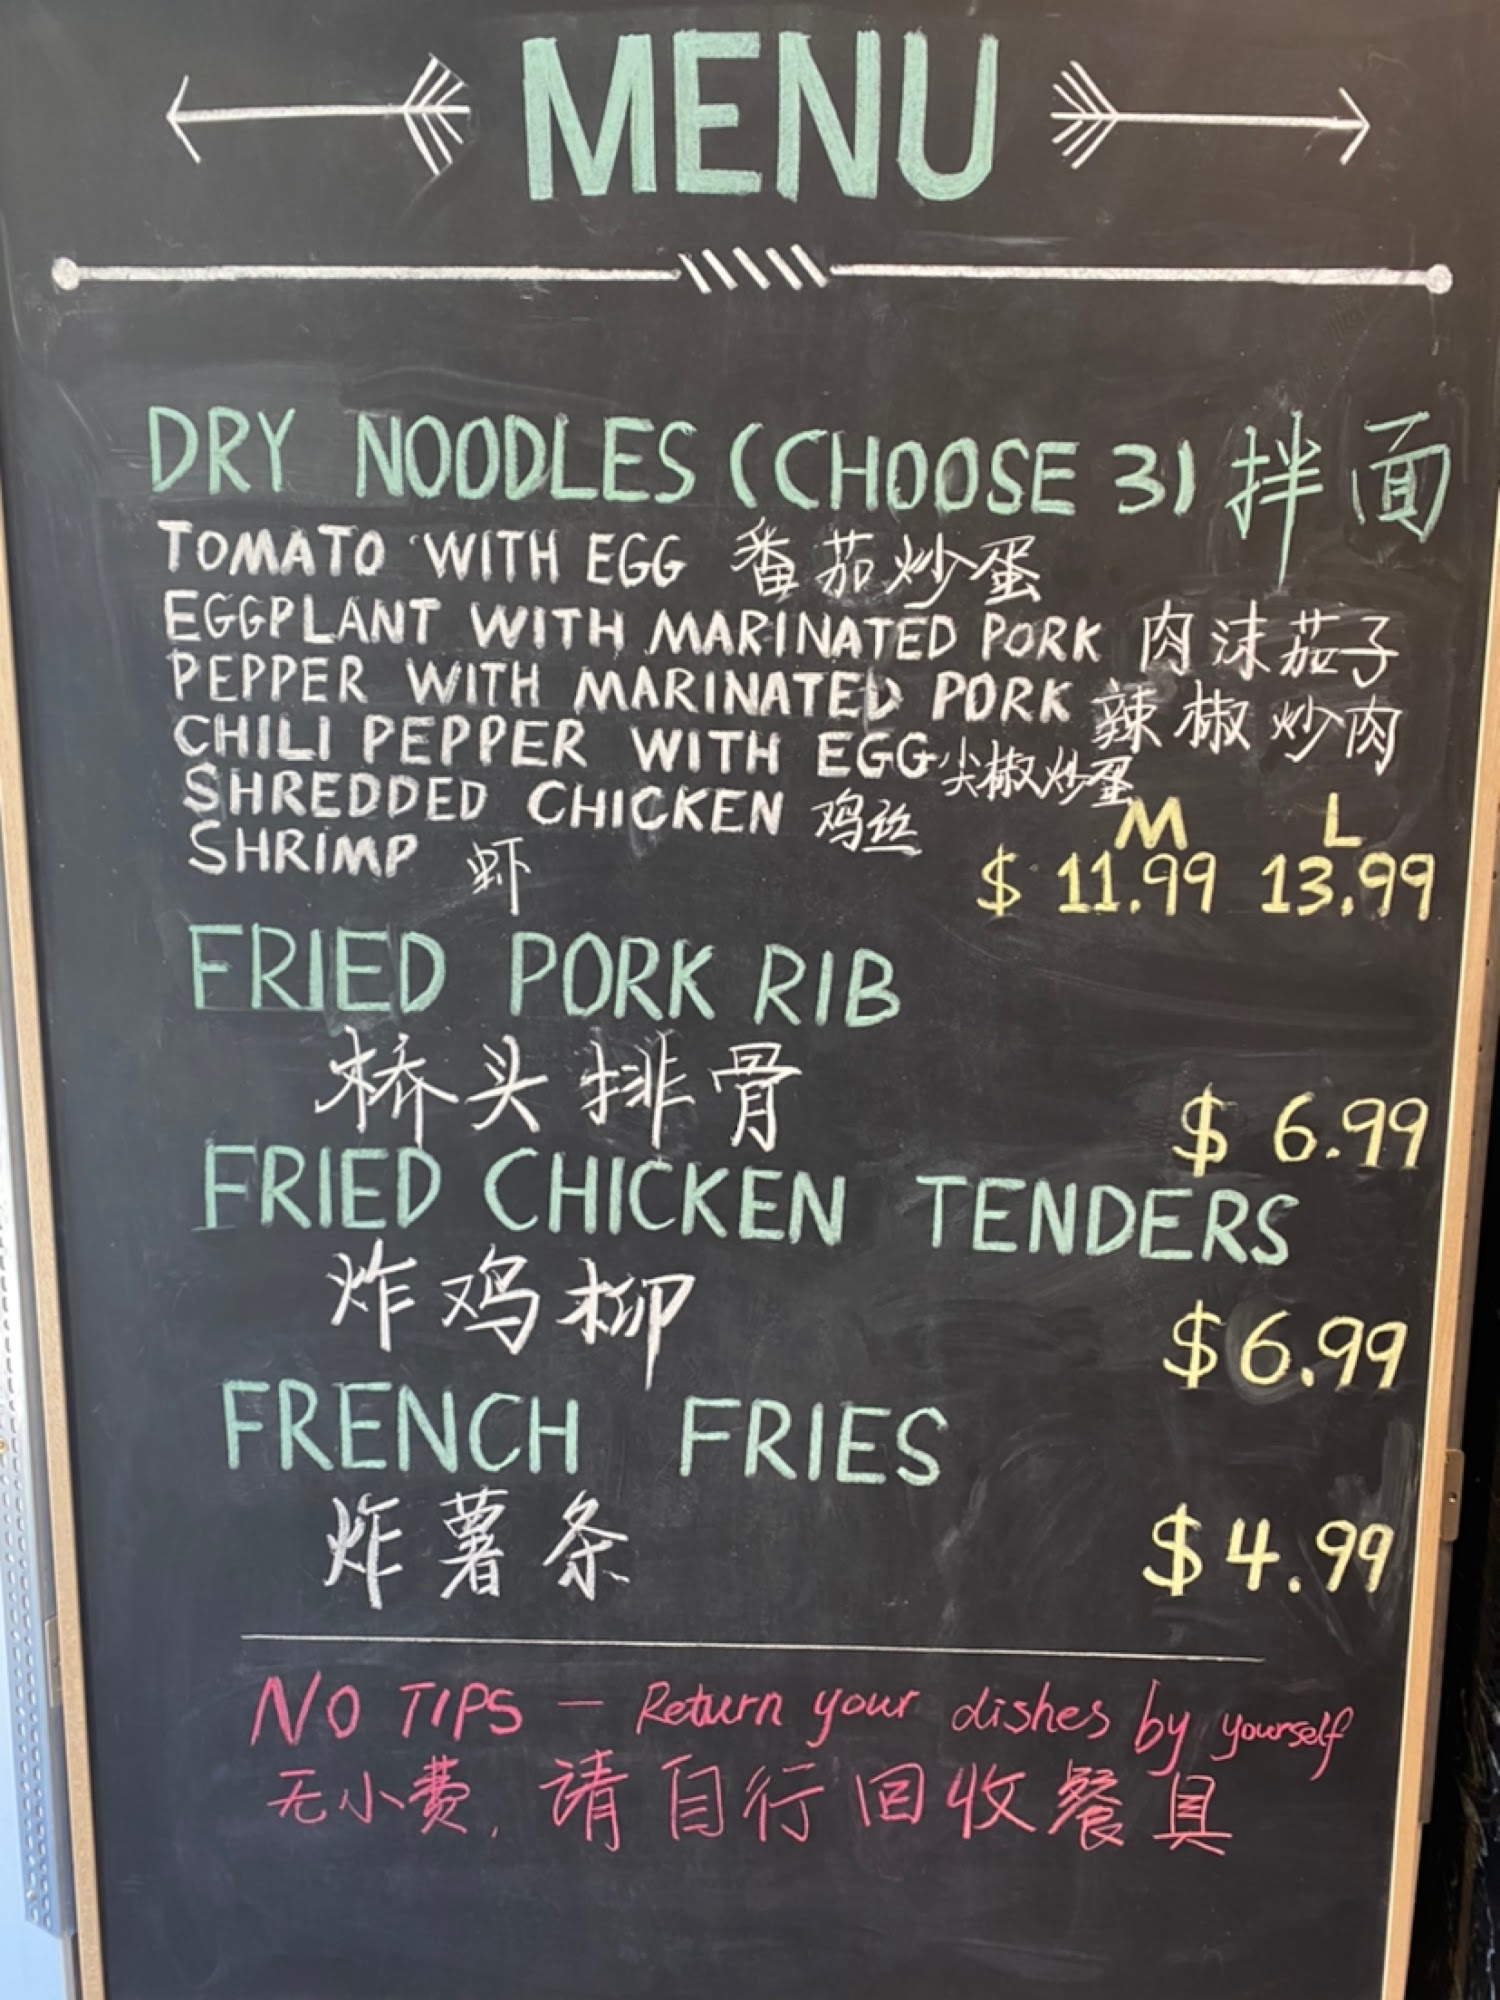 MENU
DRY NOODLES (CHOOSE 3) 拌面
TOMATO WITH EGG 番茄炒蛋
EGGPLANT WITH MARINATED PORK 肉沫茄子
PEPPER WITH MARINATED PORK 辣椒炒肉
CHILI PEPPER WITH EGG 尖椒炒蛋
SHREDDED CHICKEN 鸡丝
M L
SHRIMP 虾 $ 11.99 13.99
FRIED PORK RIB
桥头排骨
$ 6.99
FRIED CHICKEN TENDERS
炸鸡柳
$6.99
FRENCH FRIES
炸薯条
$4.99
NO TIPS — Return your dishes by yourself
无小费, 请自行回收餐具